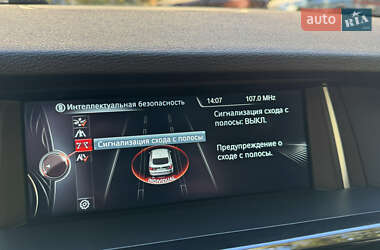 auto RIA
Интеллектуальная безопасность
14:07 107.0 MHz
Сигнализация схода с полосы
INDIVIDUAL
Сигнализация схода с
полосы: ВЫКЛ.
Предупреждение о
сходе с полосы.